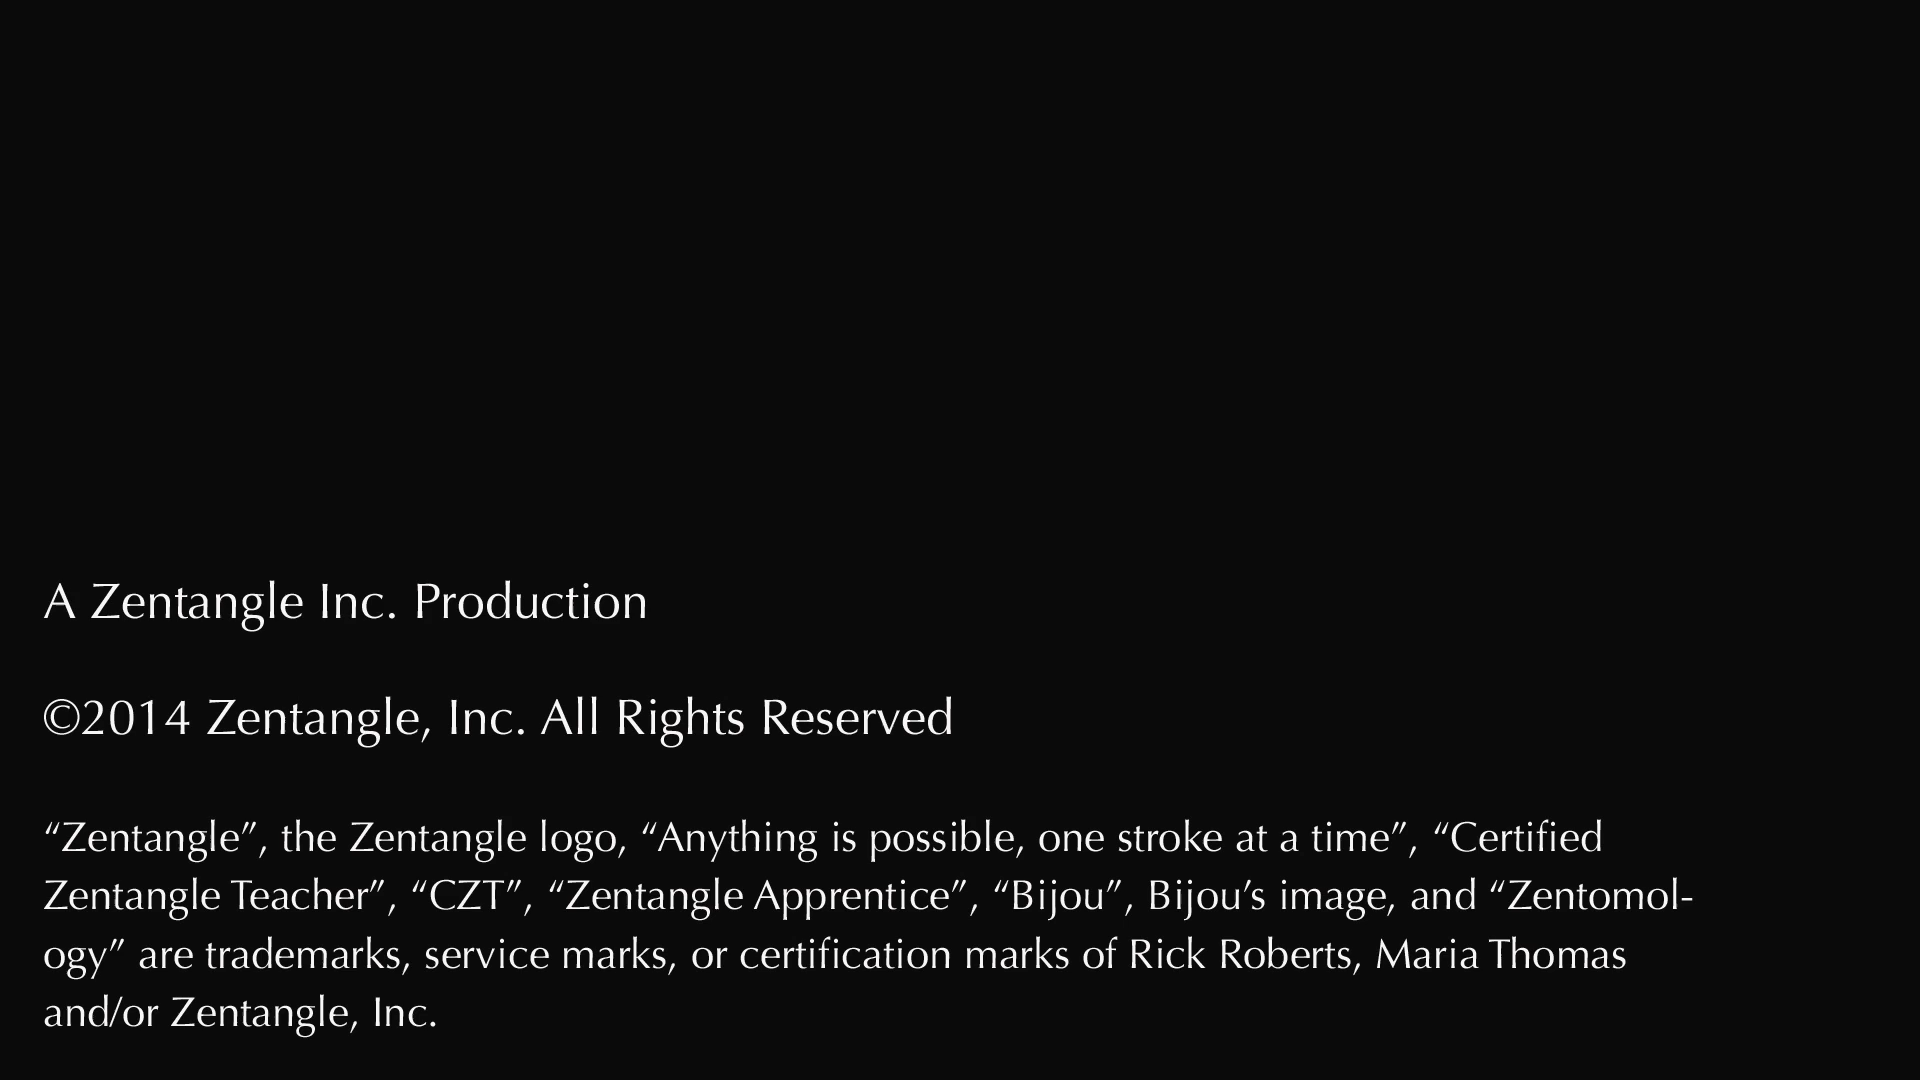 A Zentangle Inc. Production
©2014 Zentangle, Inc. All Rights Reserved
“Zentangle”, the Zentangle logo, “Anything is possible, one stroke at a time”, “Certified
Zentangle Teacher”, “CZT”, “Zentangle Apprentice”, “Bijou”, Bijou’s image, and “Zentomol-
ogy” are trademarks, service marks, or certification marks of Rick Roberts, Maria Thomas
and/or Zentangle, Inc.